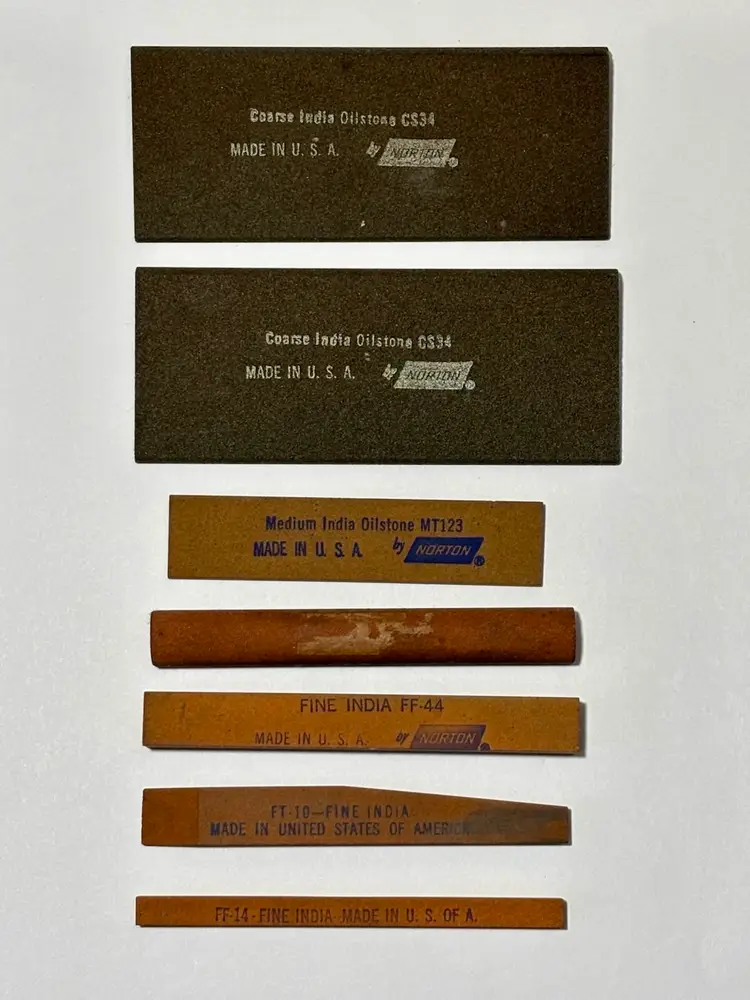 Coarse India Oilstone CS34
MADE IN U. S. A. by NORTON ®
Coarse India Oilstone CS34
MADE IN U. S. A. by NORTON ®
Medium India Oilstone MT123
MADE IN U. S. A. by NORTON ®
FINE INDIA FF-44
MADE IN U. S. A. by NORTON ®
FT-10—FINE INDIA
MADE IN UNITED STATES OF AMERICA
FF-14-FINE INDIA-MADE IN U. S. OF A.